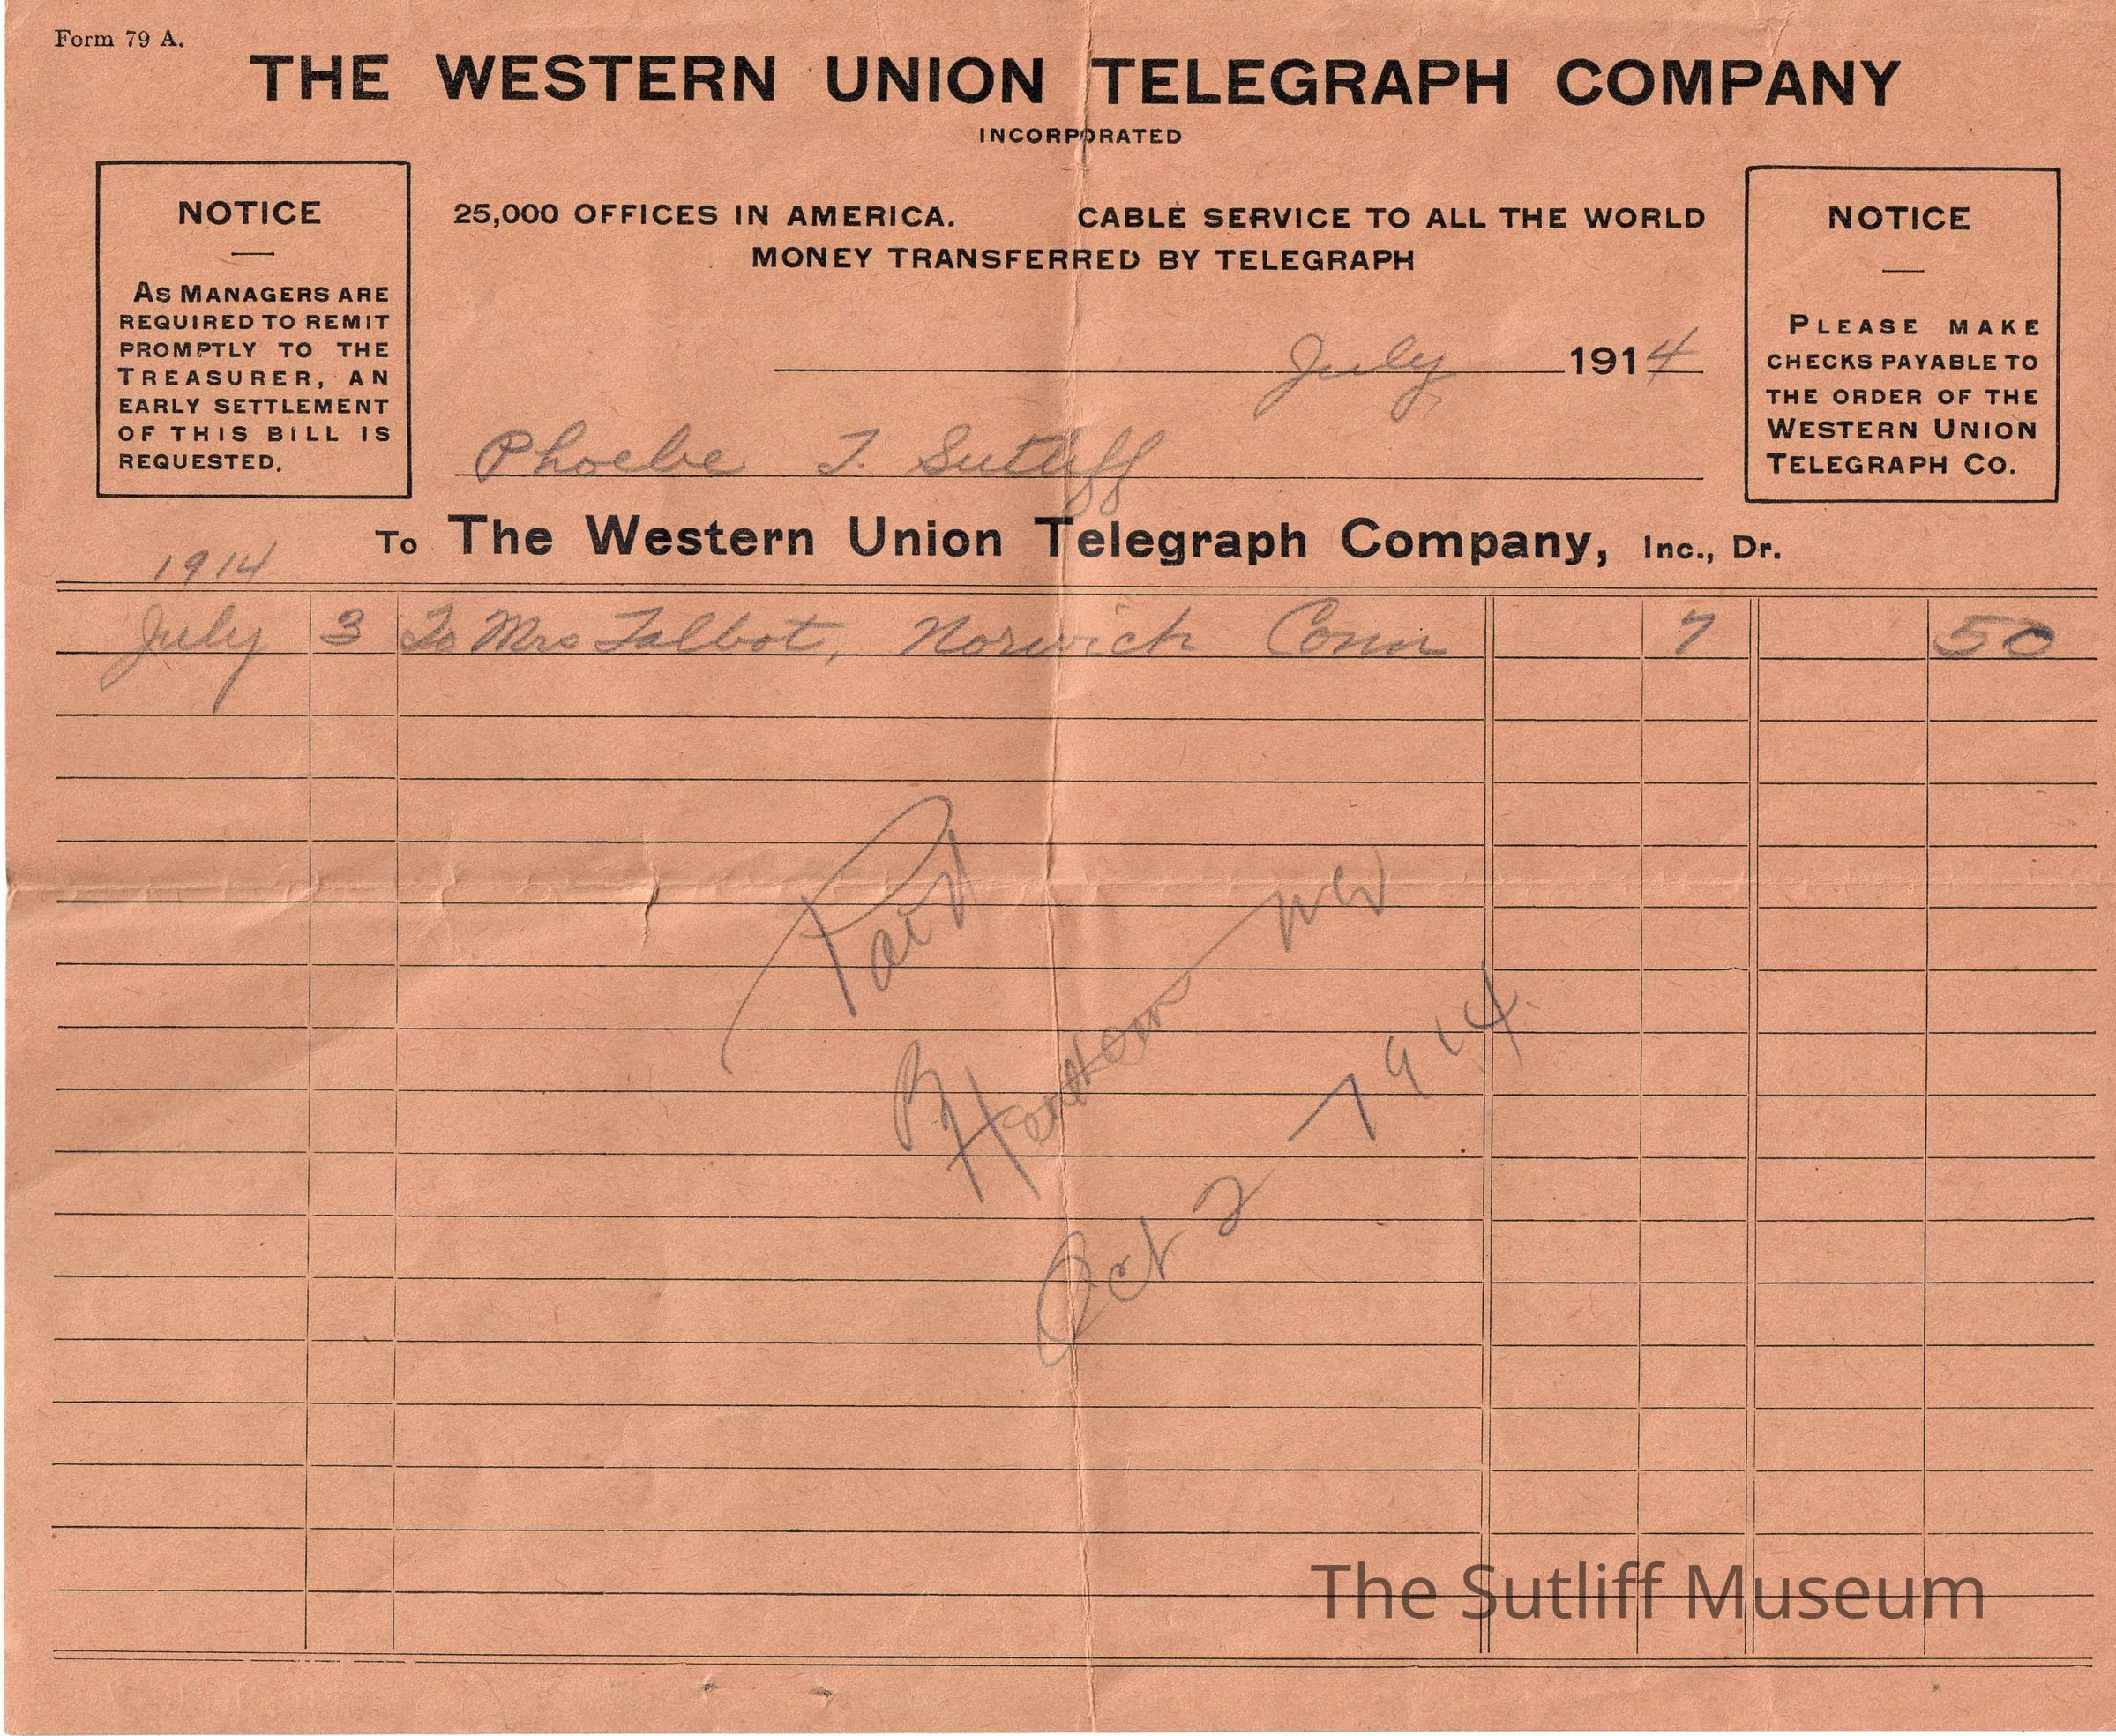 Form 79 A.
THE WESTERN UNION TELEGRAPH COMPANY
INCORPORATED
NOTICE
AS MANAGERS ARE
REQUIRED TO REMIT
PROMPTLY TO THE
TREASURER, AN
EARLY SETTLEMENT
OF THIS BILL IS
REQUESTED.
25,000 OFFICES IN AMERICA. CABLE SERVICE TO ALL THE WORLD
MONEY TRANSFERRED BY TELEGRAPH
NOTICE
PLEASE MAKE
CHECKS PAYABLE TO
THE ORDER OF THE
WESTERN UNION
TELEGRAPH CO.
July 1914
Phoebe T. Sutliff
To The Western Union Telegraph Company, Inc., Dr.
1914
July 3 To Mrs Talbot, Norwich Conn 7 50
Paid
Oct 2 1914
The Sutliff Museum